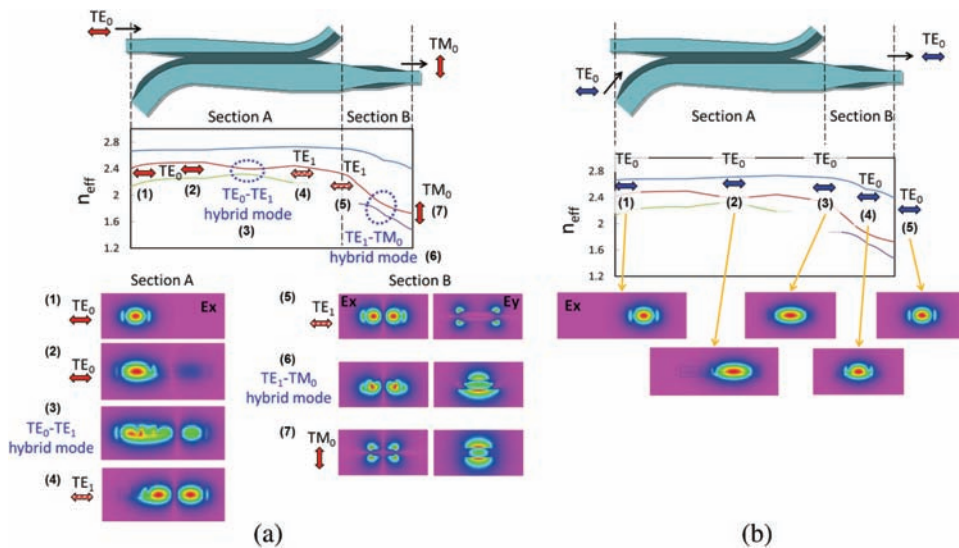 TE0
TM0
Section A
Section B
2.8
2.4
2
1.6
1.2
neff
(1)
TE0
(2)
TE0-TE1
hybrid mode
(3)
TE1
(4)
TE1
(5)
TM0
(7)
TE1-TM0
hybrid mode
(6)
Section A
(1)
TE0
Ex
(2)
TE0
(3)
TE0-TE1
hybrid mode
(4)
TE1
Section B
(5)
TE1
Ex
Ey
(6)
TE1-TM0
hybrid mode
(7)
TM0
(a)
TE0
TE0
Section A
Section B
2.8
2.4
2
1.6
1.2
neff
TE0
(1)
TE0
(2)
TE0
(3)
TE0
(4)
TE0
(5)
Ex
(b)